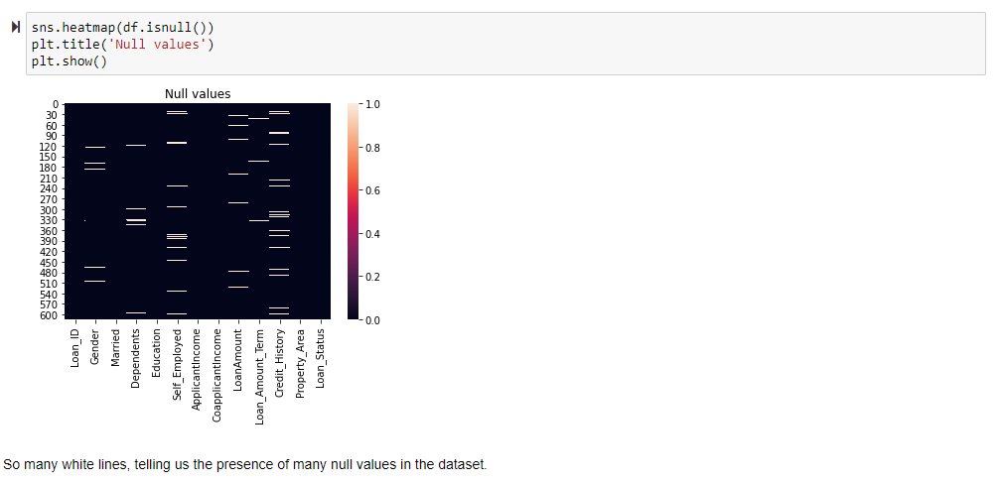 sns.heatmap(df.isnull())
plt.title('Null values')
plt.show()
Null values
0
30
60
90
120
150
180
210
240
270
300
330
360
390
420
450
480
510
540
570
600
1.0
0.8
0.6
0.4
0.2
0.0
Loan_ID
Gender
Married
Dependents
Education
Self_Employed
ApplicantIncome
CoapplicantIncome
LoanAmount
Loan_Amount_Term
Credit_History
Property_Area
Loan_Status
So many white lines, telling us the presence of many null values in the dataset.